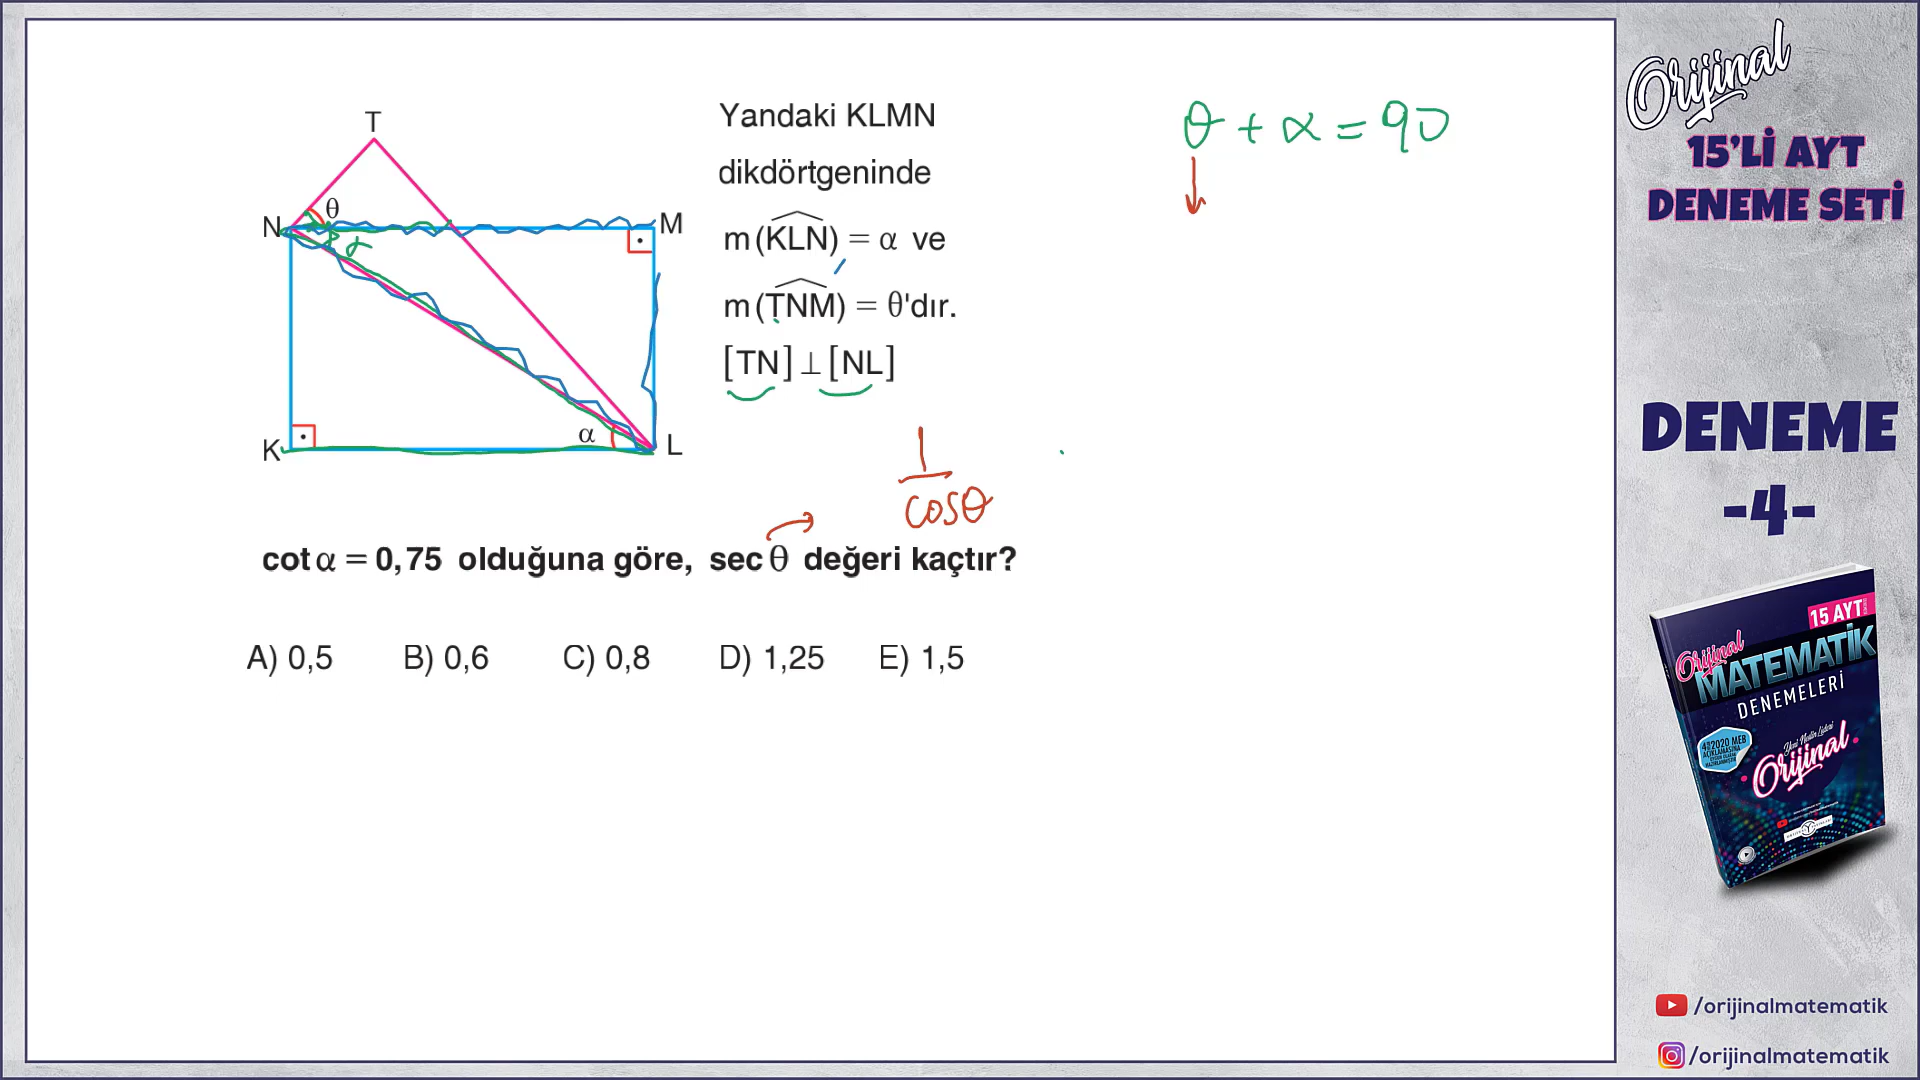 T
θ
N
M
α
K
α
L
Yandaki KLMN
dikdörtgeninde
m(KLN) = α ve
m(TNM) = θ'dır.
[TN] ⊥ [NL]
θ + α = 90
1
cosθ
cot α = 0,75 olduğuna göre, sec θ değeri kaçtır?
A) 0,5 B) 0,6 C) 0,8 D) 1,25 E) 1,5
Orijinal
15'Lİ AYT
DENEME SETİ
DENEME
-4-
15 AYT
Orijinal
MATEMATİK
DENEMELERİ
Orijinal
/orijinalmatematik
/orijinalmatematik